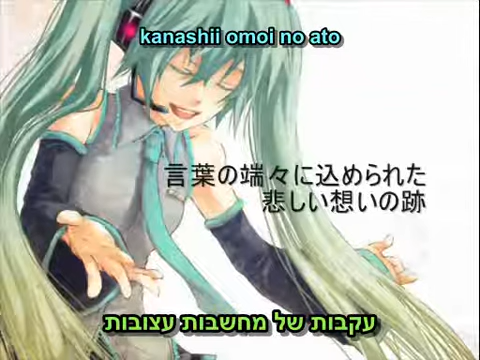 kanashii omoi no ato
言葉の端々に込められた
悲しい想いの跡
עקבות של מחשבות עצובות